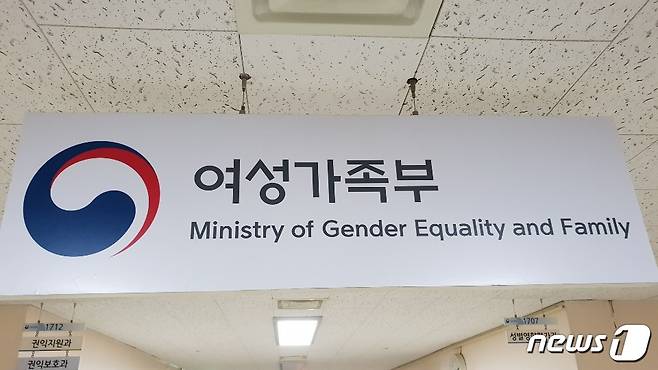 여성가족부
Ministry of Gender Equality and Family
1712
권익지원과
권익보호과
1707
news1